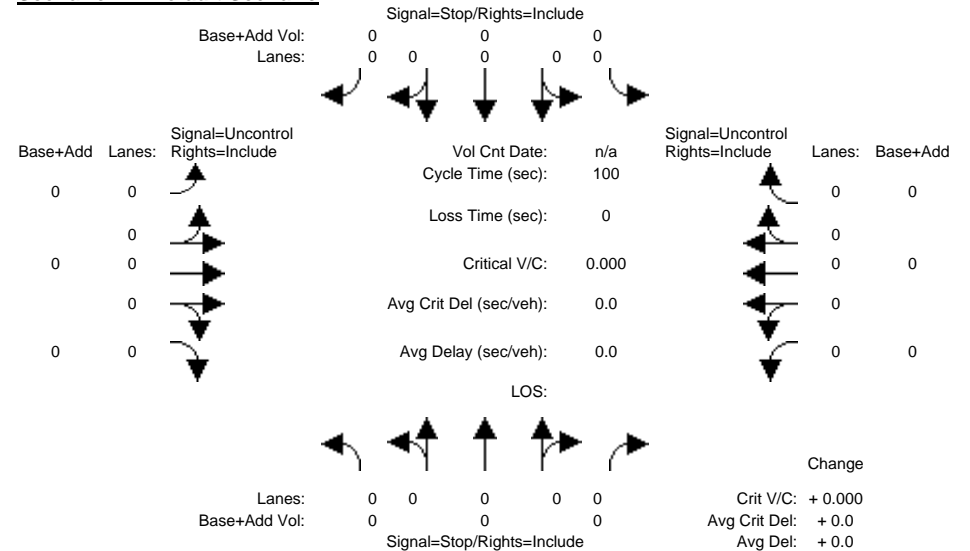 Signal=Stop/Rights=Include
Base+Add Vol: 0 0 0
Lanes: 0 0 0 0 0
Signal=Uncontrol
Base+Add Lanes: Rights=Include
0 0
0
0 0
0
0 0
Vol Cnt Date: n/a
Cycle Time (sec): 100
Loss Time (sec): 0
Critical V/C: 0.000
Avg Crit Del (sec/veh): 0.0
Avg Delay (sec/veh): 0.0
LOS:
Signal=Uncontrol
Rights=Include Lanes: Base+Add
0 0
0
0 0
0
0 0
Lanes: 0 0 0 0 0
Base+Add Vol: 0 0 0
Signal=Stop/Rights=Include
Change
Crit V/C: + 0.000
Avg Crit Del: + 0.0
Avg Del: + 0.0